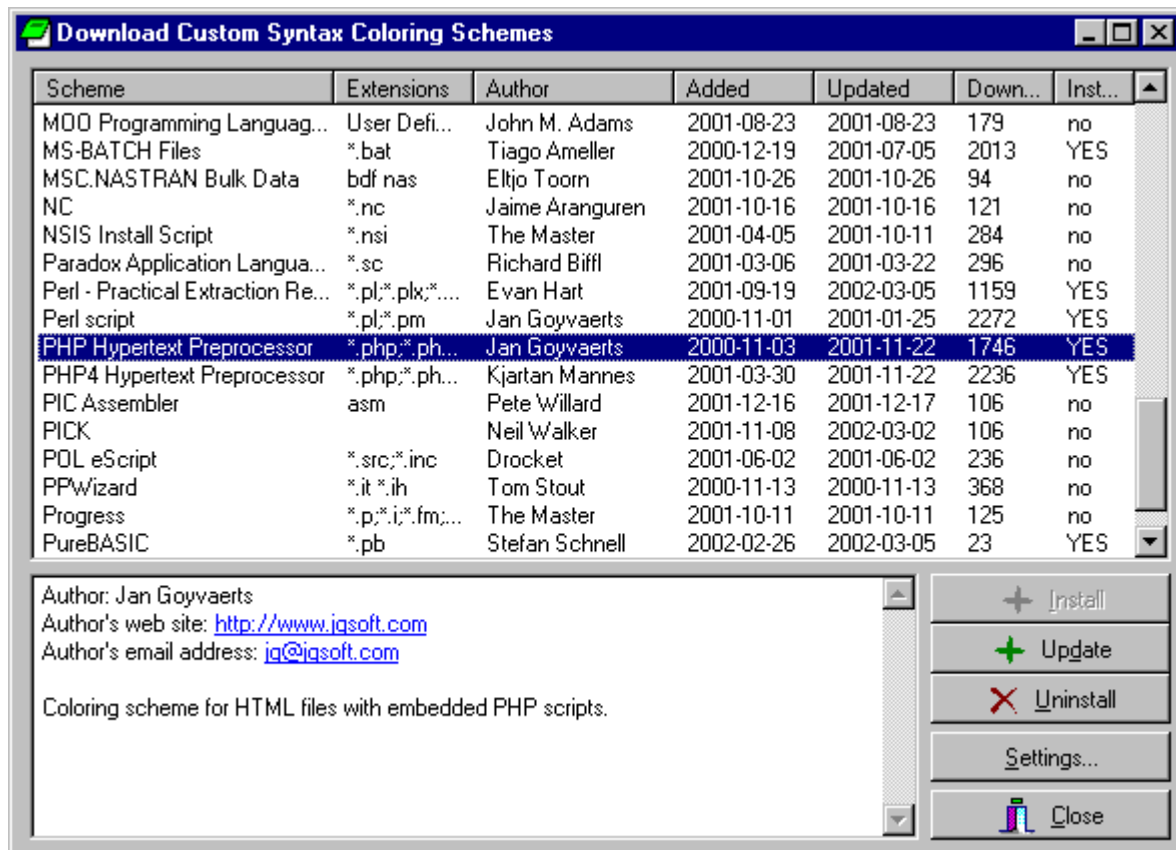 Download Custom Syntax Coloring Schemes
Scheme Extensions Author Added Updated Down... Inst...
MOO Programming Languag... User Defi... John M. Adams 2001-08-23 2001-08-23 179 no
MS-BATCH Files *.bat Tiago Ameller 2000-12-19 2001-07-05 2013 YES
MSC.NASTRAN Bulk Data bdf nas Eltjo Toorn 2001-10-26 2001-10-26 94 no
NC *.nc Jaime Aranguren 2001-10-16 2001-10-16 121 no
NSIS Install Script *.nsi The Master 2001-04-05 2001-10-11 284 no
Paradox Application Langua... *.sc Richard Biffl 2001-03-06 2001-03-22 296 no
Perl - Practical Extraction Re... *.pl;*.plx;*.... Evan Hart 2001-09-19 2002-03-05 1159 YES
Perl script *.pl;*.pm Jan Goyvaerts 2000-11-01 2001-01-25 2272 YES
PHP Hypertext Preprocessor *.php;*.ph... Jan Goyvaerts 2000-11-03 2001-11-22 1746 YES
PHP4 Hypertext Preprocessor *.php;*.ph... Kjartan Mannes 2001-03-30 2001-11-22 2236 YES
PIC Assembler asm Pete Willard 2001-12-16 2001-12-17 106 no
PICK Neil Walker 2001-11-08 2002-03-02 106 no
POL eScript *.src;*.inc Drocket 2001-06-02 2001-06-02 236 no
PPWizard *.it *.ih Tom Stout 2000-11-13 2000-11-13 368 no
Progress *.p;*.i;*.fm;... The Master 2001-10-11 2001-10-11 125 no
PureBASIC *.pb Stefan Schnell 2002-02-26 2002-03-05 23 YES
Author: Jan Goyvaerts
Author's web site: http://www.jgsoft.com
Author's email address: jg@jgsoft.com
Coloring scheme for HTML files with embedded PHP scripts.
Install
Update
Uninstall
Settings...
Close